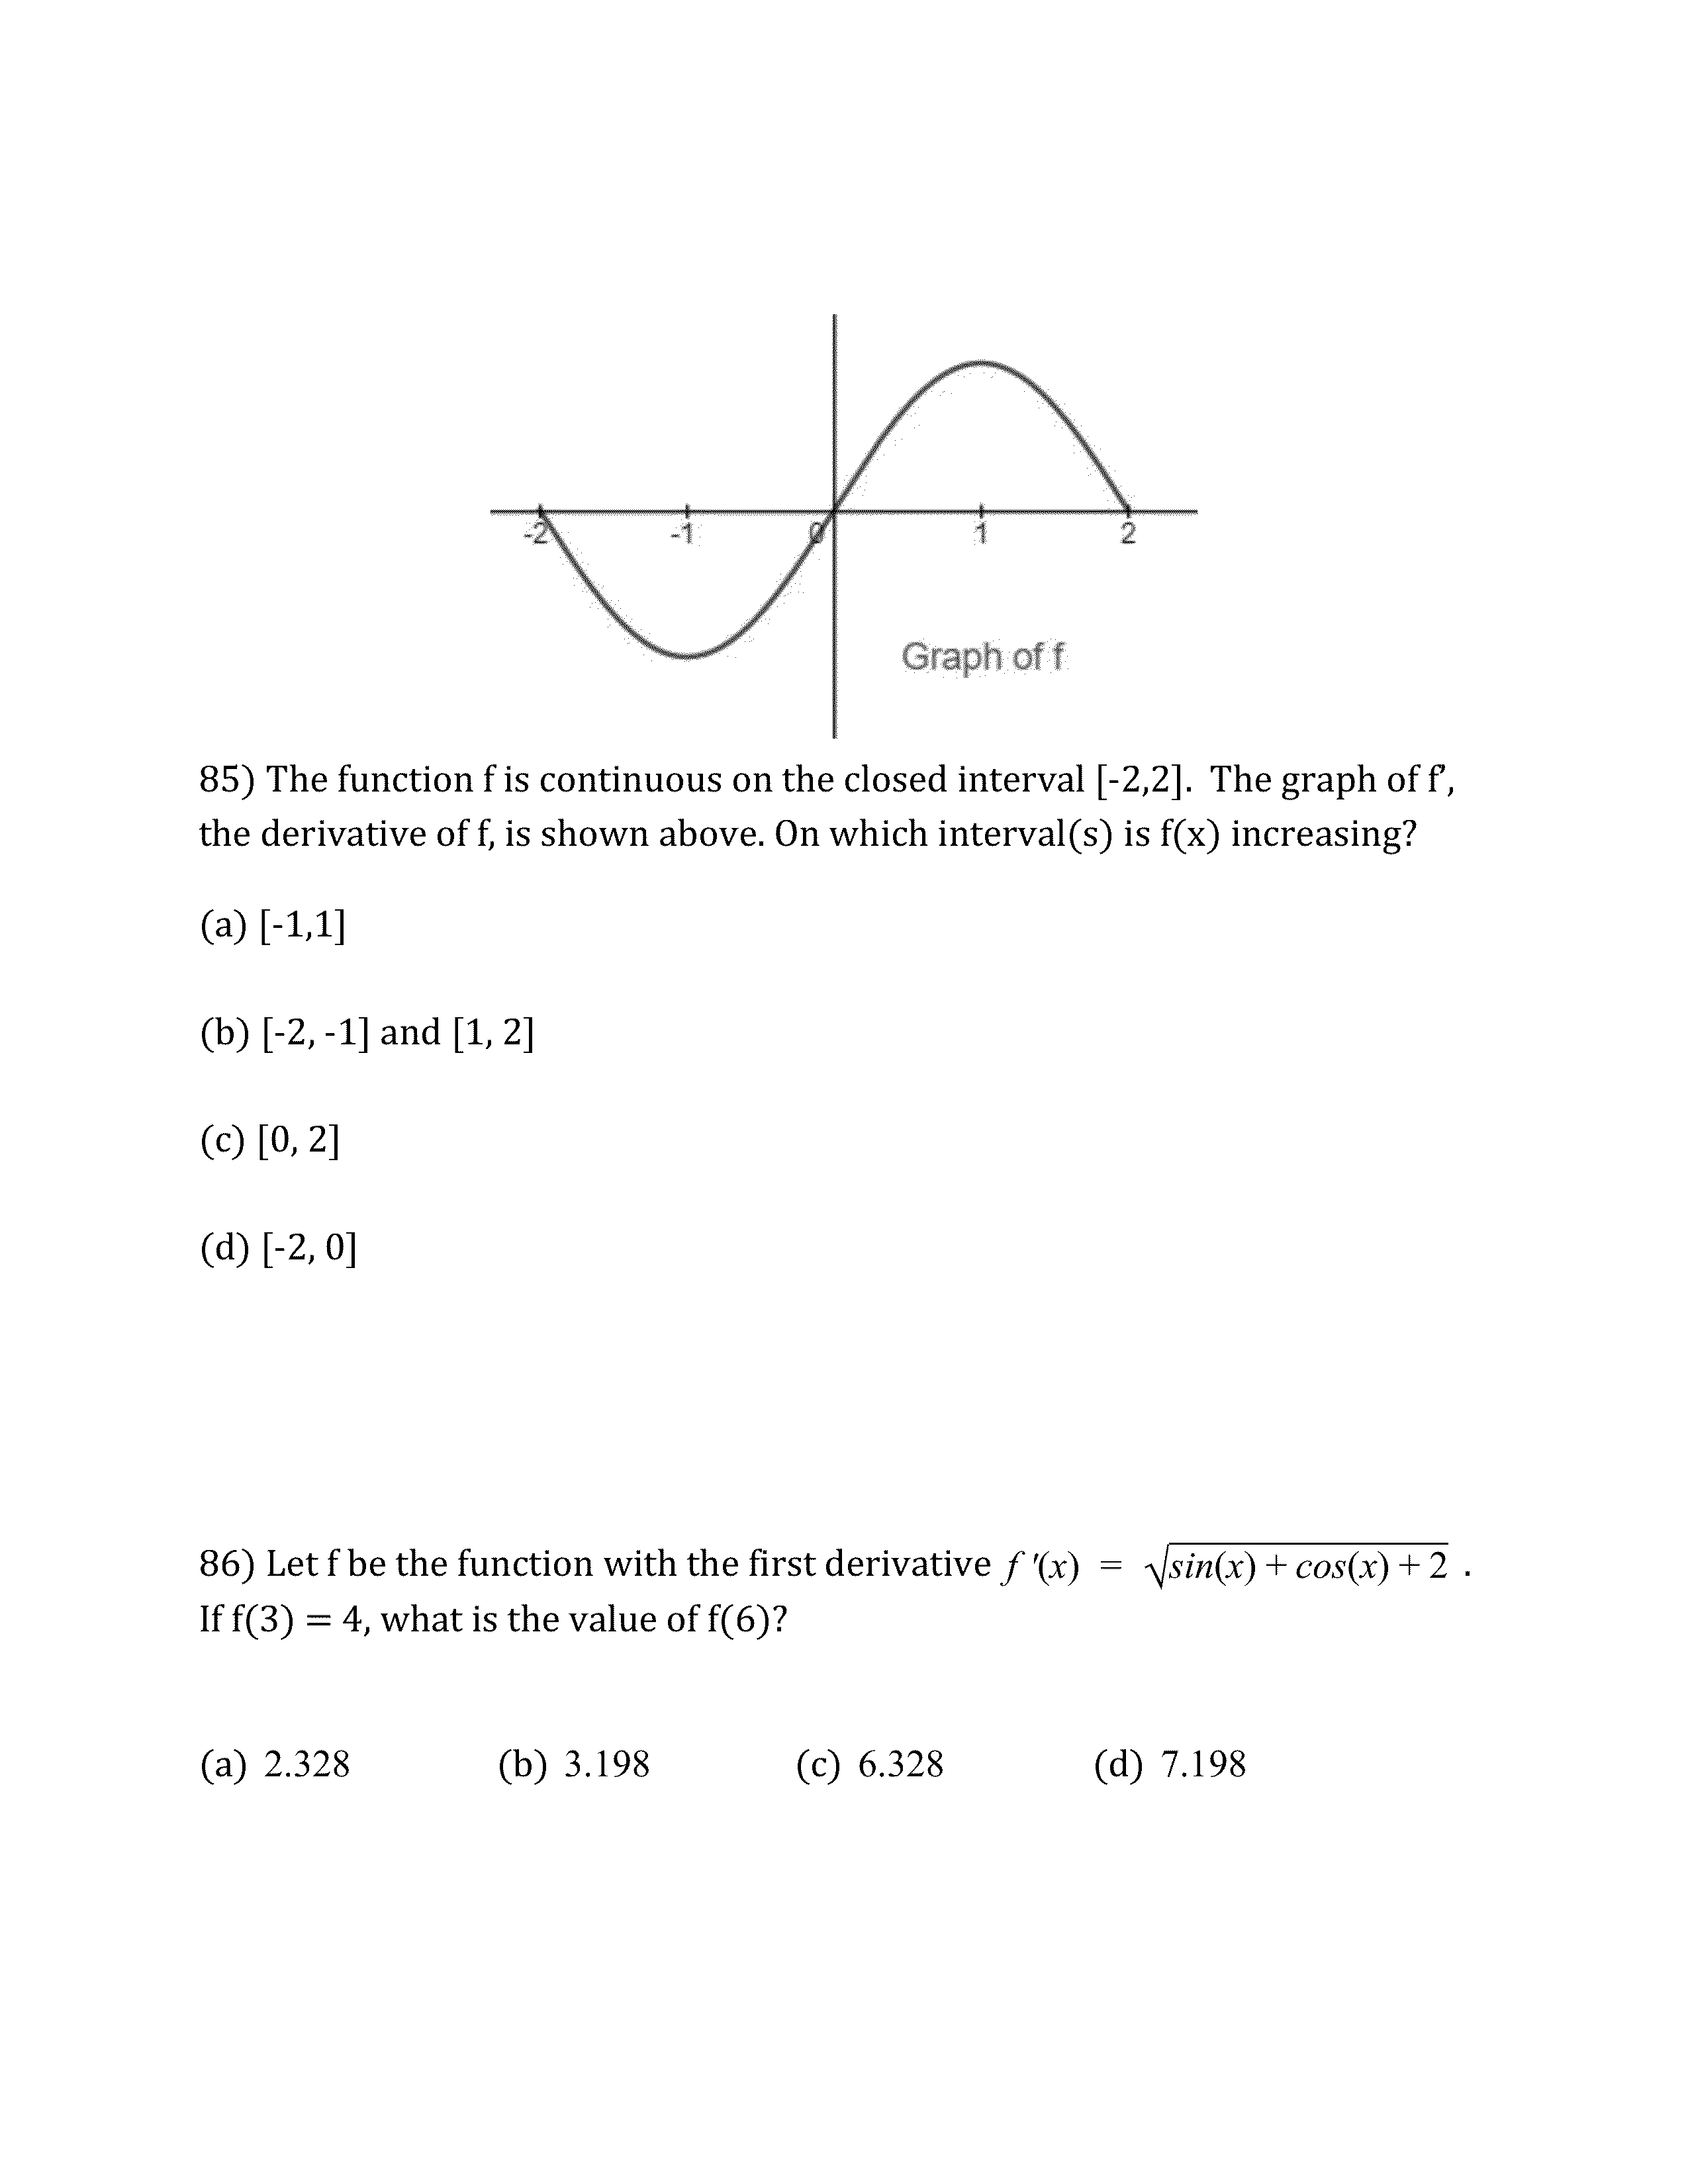 -2 -1 0 1 2
Graph of f
85) The function f is continuous on the closed interval [-2,2].  The graph of f’,
the derivative of f, is shown above. On which interval(s) is f(x) increasing?
(a) [-1,1]
(b) [-2, -1] and [1, 2]
(c) [0, 2]
(d) [-2, 0]
86) Let f be the function with the first derivative f '(x) = √sin(x) + cos(x) + 2 .
If f(3) = 4, what is the value of f(6)?
(a) 2.328 (b) 3.198 (c) 6.328 (d) 7.198